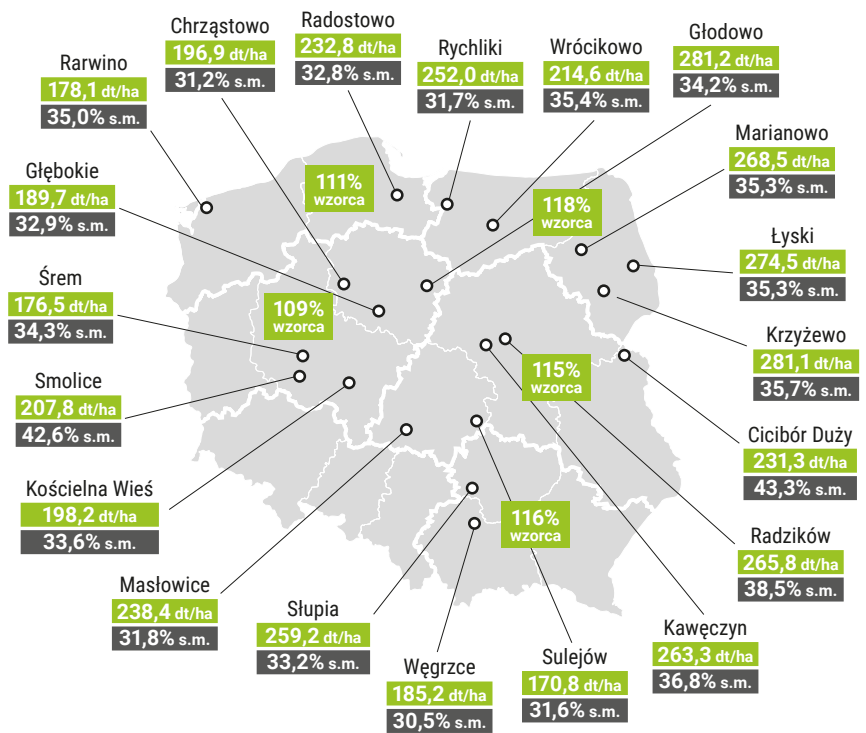 Chrząstowo
196,9 dt/ha
31,2% s.m.
Radostowo
232,8 dt/ha
32,8% s.m.
Rychliki
252,0 dt/ha
31,7% s.m.
Wrócikowo
214,6 dt/ha
35,4% s.m.
Głodowo
281,2 dt/ha
34,2% s.m.
Rarwino
178,1 dt/ha
35,0% s.m.
Marianowo
268,5 dt/ha
35,3% s.m.
Głębokie
189,7 dt/ha
32,9% s.m.
111%
wzorca
118%
wzorca
Łyski
274,5 dt/ha
35,3% s.m.
Śrem
176,5 dt/ha
34,3% s.m.
109%
wzorca
Krzyżewo
281,1 dt/ha
35,7% s.m.
Smolice
207,8 dt/ha
42,6% s.m.
115%
wzorca
Cicibór Duży
231,3 dt/ha
43,3% s.m.
Kościelna Wieś
198,2 dt/ha
33,6% s.m.
116%
wzorca
Radzików
265,8 dt/ha
38,5% s.m.
Masłowice
238,4 dt/ha
31,8% s.m.
Słupia
259,2 dt/ha
33,2% s.m.
Węgrzce
185,2 dt/ha
30,5% s.m.
Sulejów
170,8 dt/ha
31,6% s.m.
Kawęczyn
263,3 dt/ha
36,8% s.m.